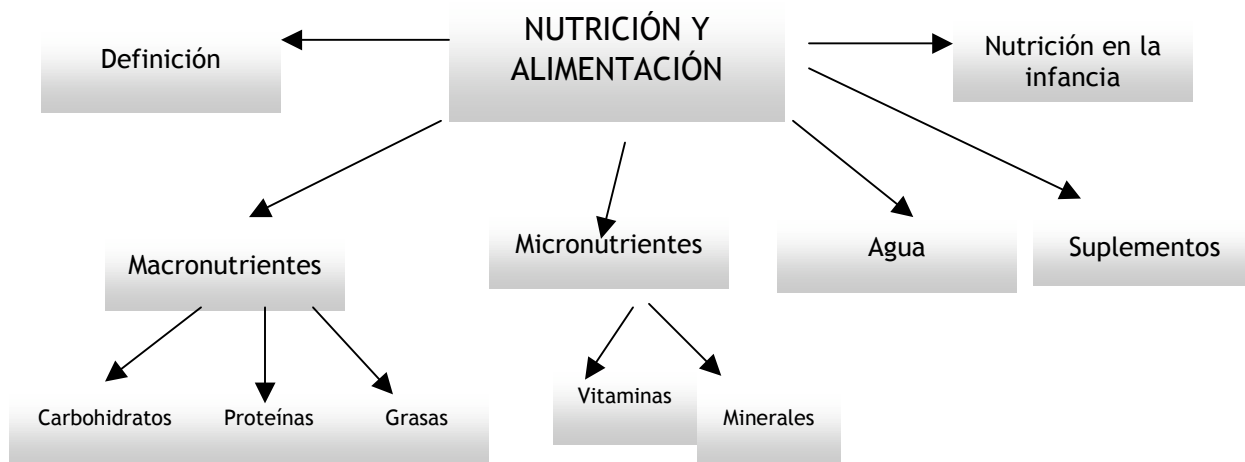 NUTRICIÓN Y
ALIMENTACIÓN
Definición
Nutrición en la
infancia
Macronutrientes
Micronutrientes
Agua
Suplementos
Carbohidratos
Proteínas
Grasas
Vitaminas
Minerales